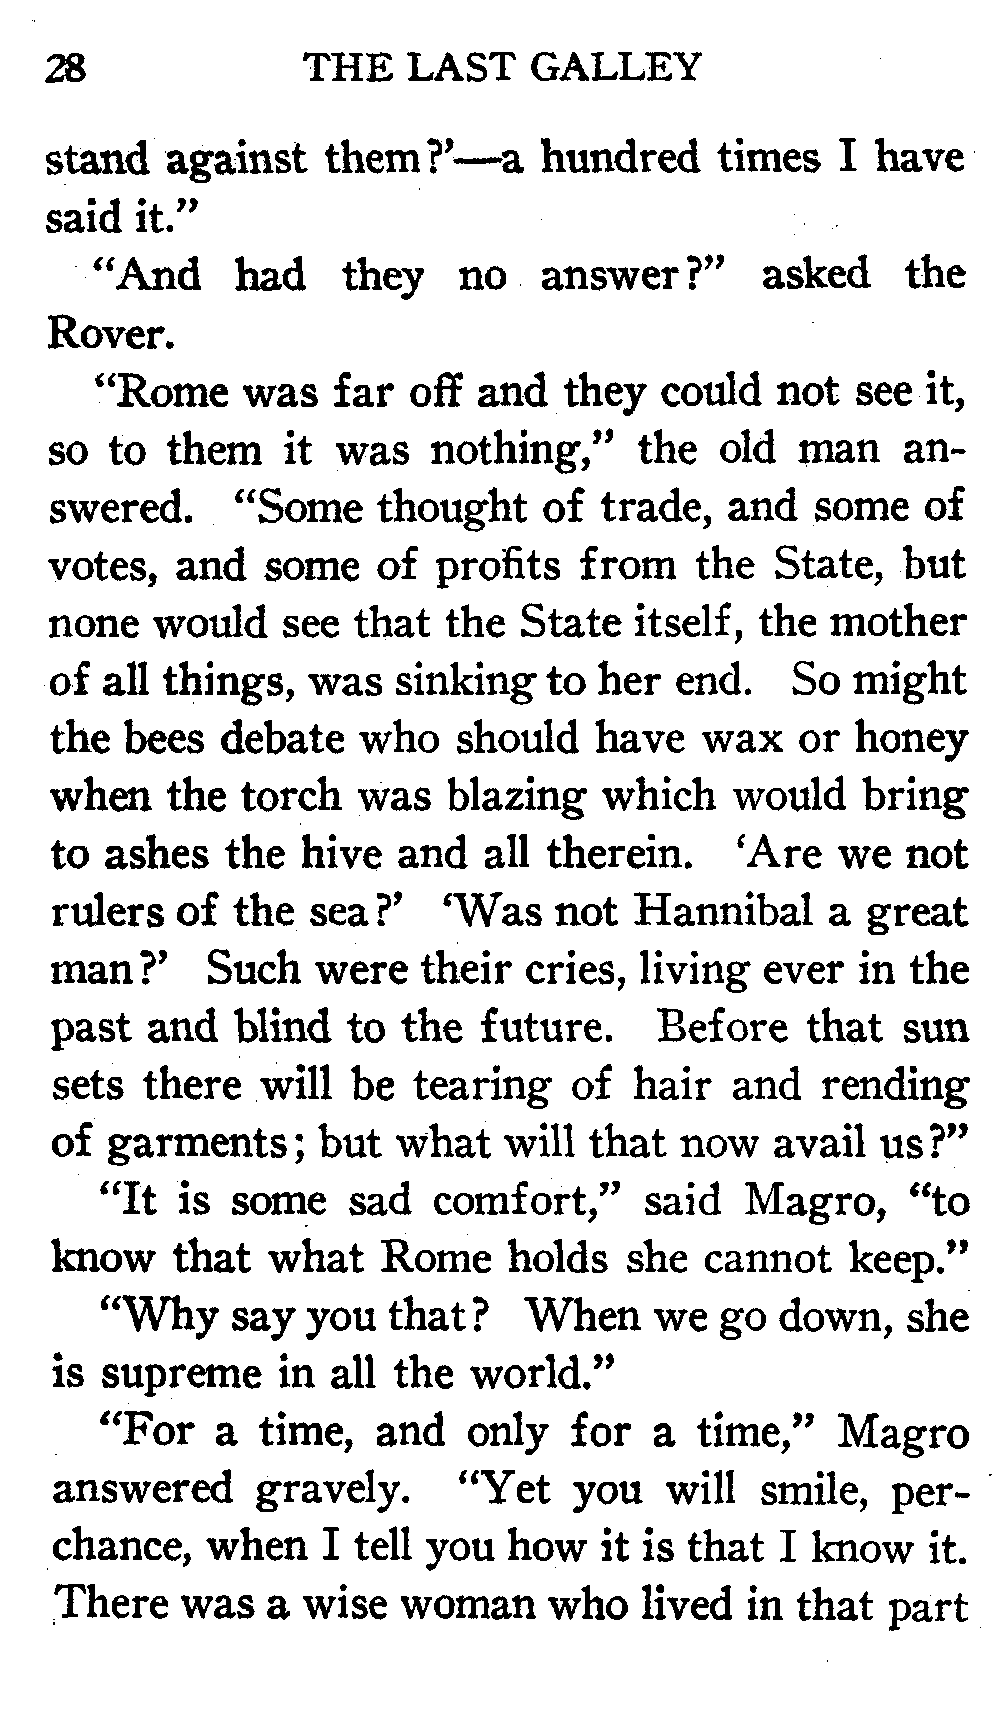 28 THE LAST GALLEY
stand against them?’—a hundred times I have
said it.”
“And had they no answer?” asked the
Rover.
“Rome was far off and they could not see it,
so to them it was nothing,” the old man an-
swered. “Some thought of trade, and some of
votes, and some of profits from the State, but
none would see that the State itself, the mother
of all things, was sinking to her end. So might
the bees debate who should have wax or honey
when the torch was blazing which would bring
to ashes the hive and all therein. ‘Are we not
rulers of the sea?’ ‘Was not Hannibal a great
man?’ Such were their cries, living ever in the
past and blind to the future. Before that sun
sets there will be tearing of hair and rending
of garments; but what will that now avail us?”
“It is some sad comfort,” said Magro, “to
know that what Rome holds she cannot keep.”
“Why say you that? When we go down, she
is supreme in all the world.”
“For a time, and only for a time,” Magro
answered gravely. “Yet you will smile, per-
chance, when I tell you how it is that I know it.
There was a wise woman who lived in that part